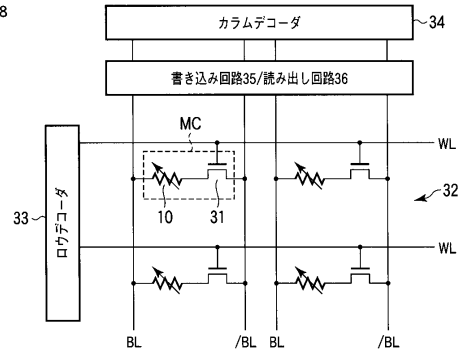 8
カラムデコーダ
34
書き込み回路35/読み出し回路36
MC
WL
10
31
32
33
ロウデコーダ
WL
BL
/BL
BL
/BL